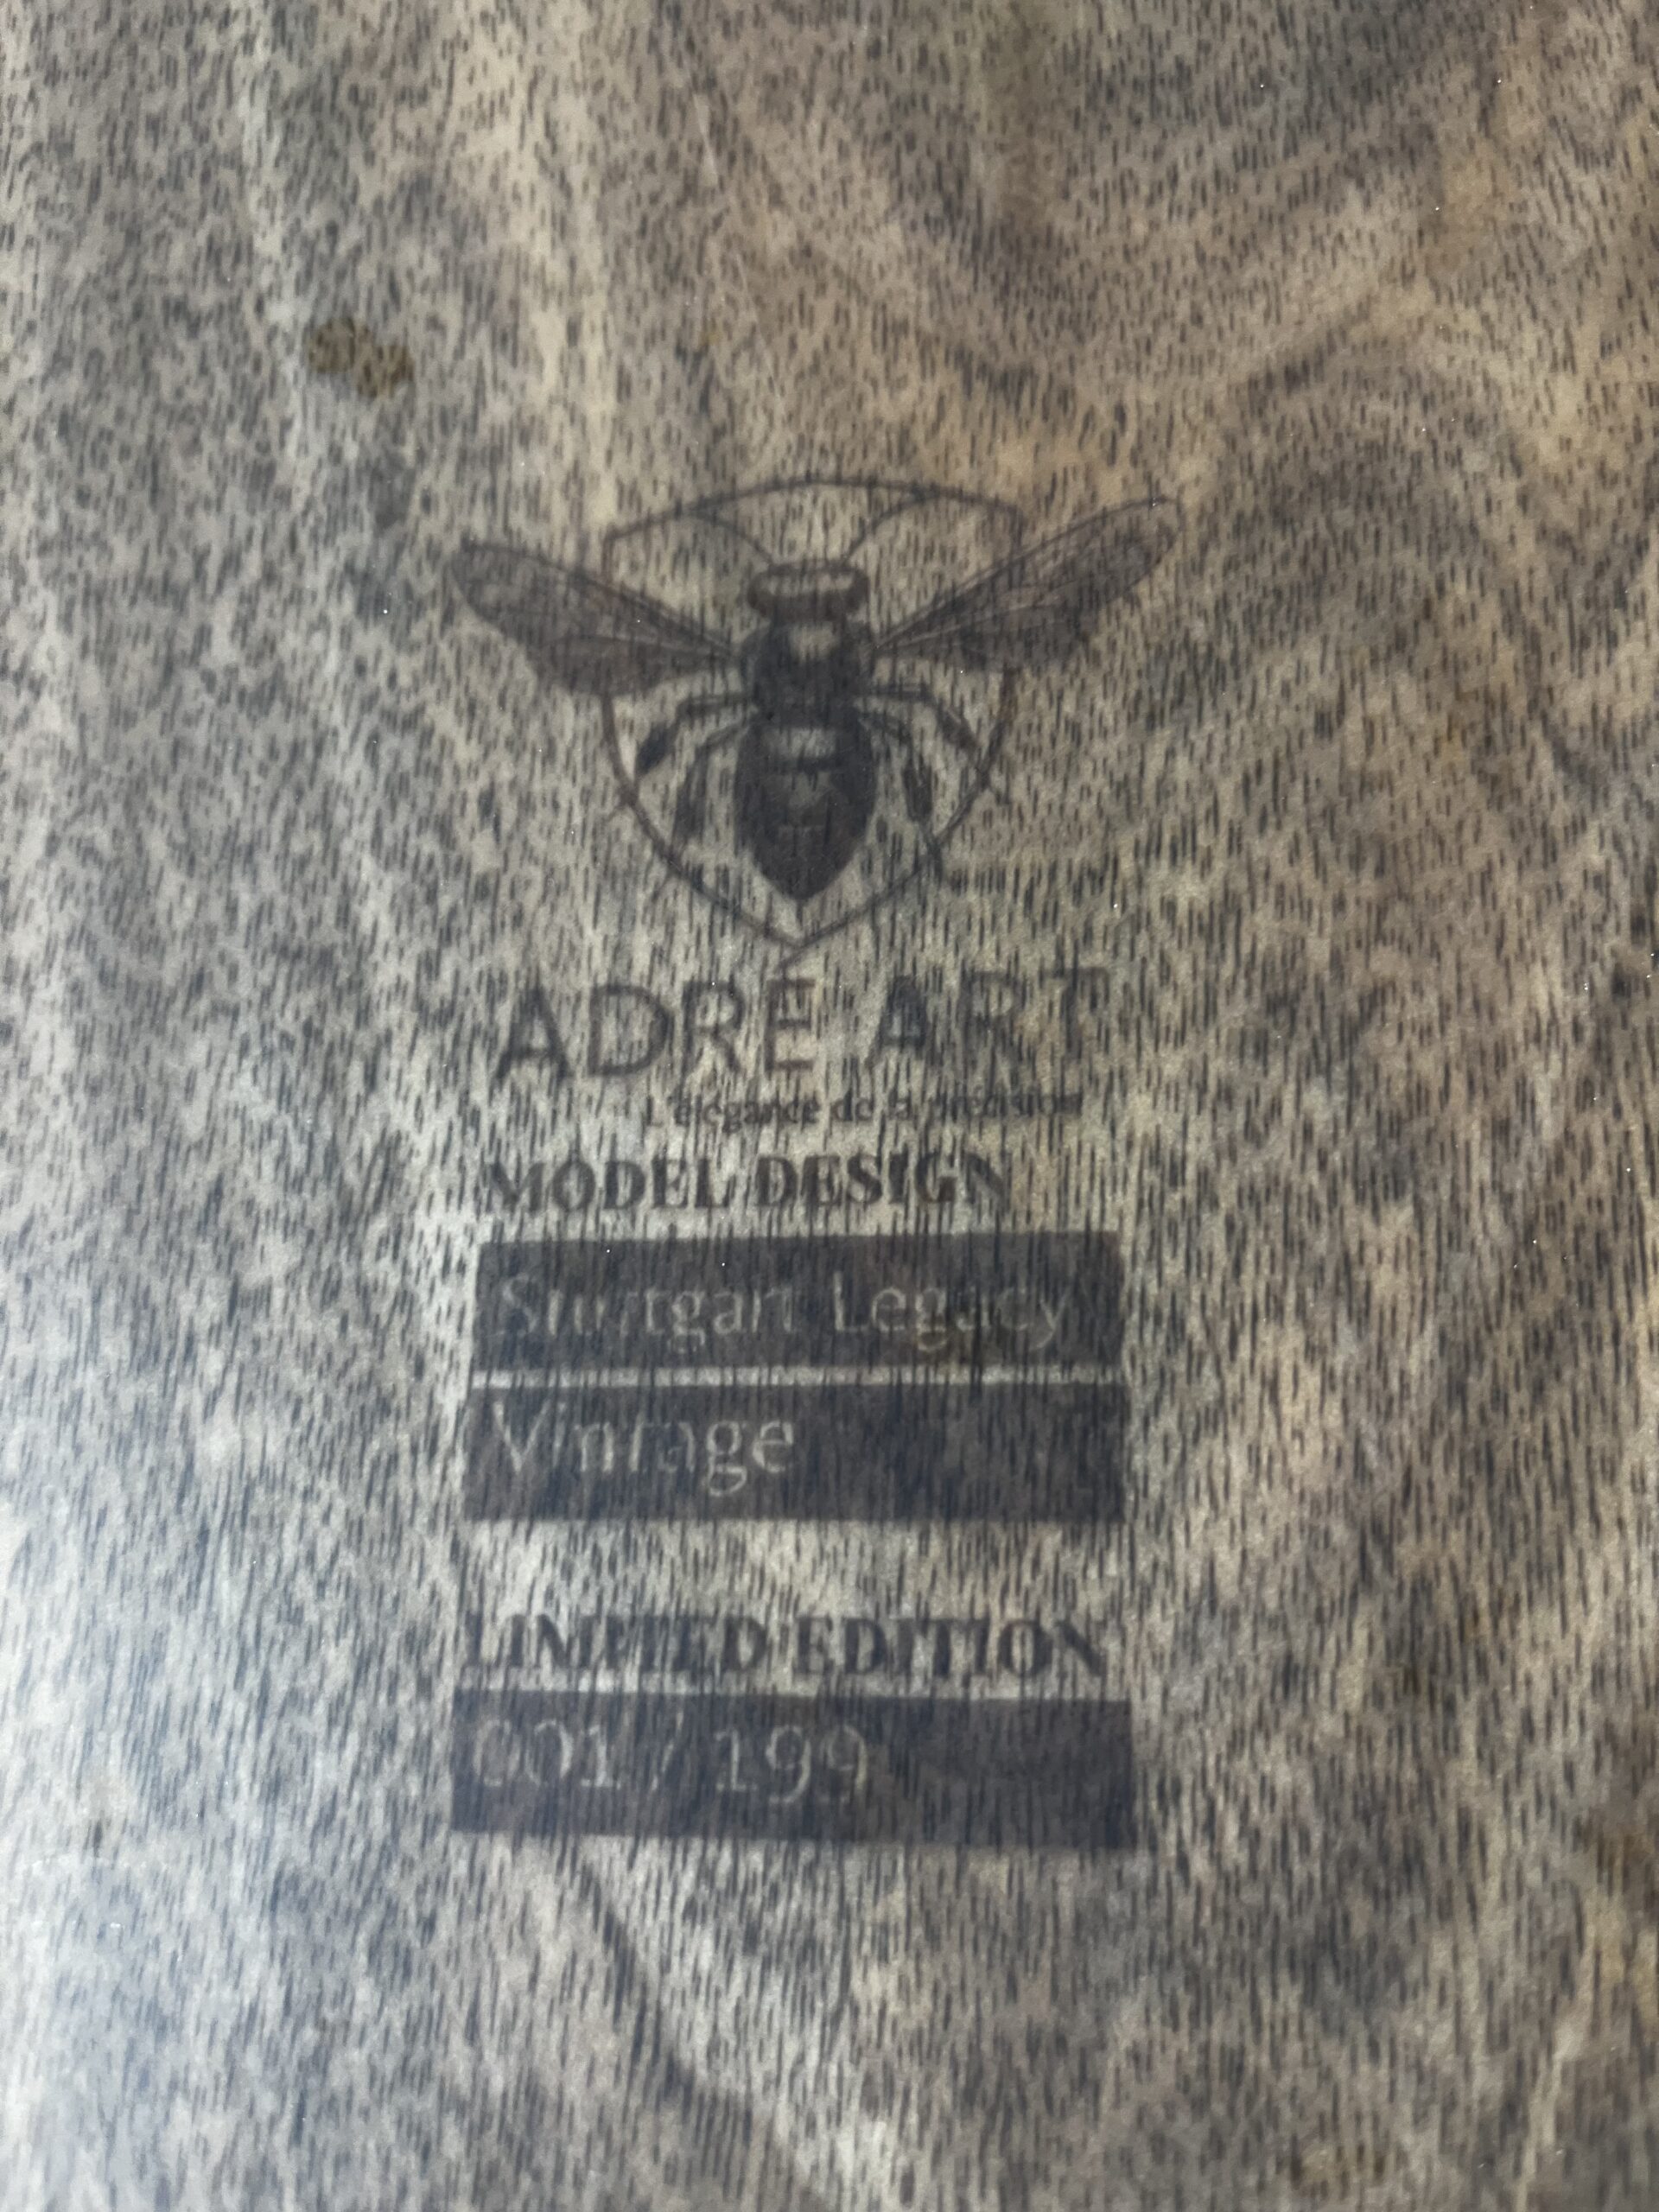 ADRE ART
L'élégance de la précision
MODEL DESIGN
Stuttgart Legacy
Vintage
LIMITED EDITION
001 / 199